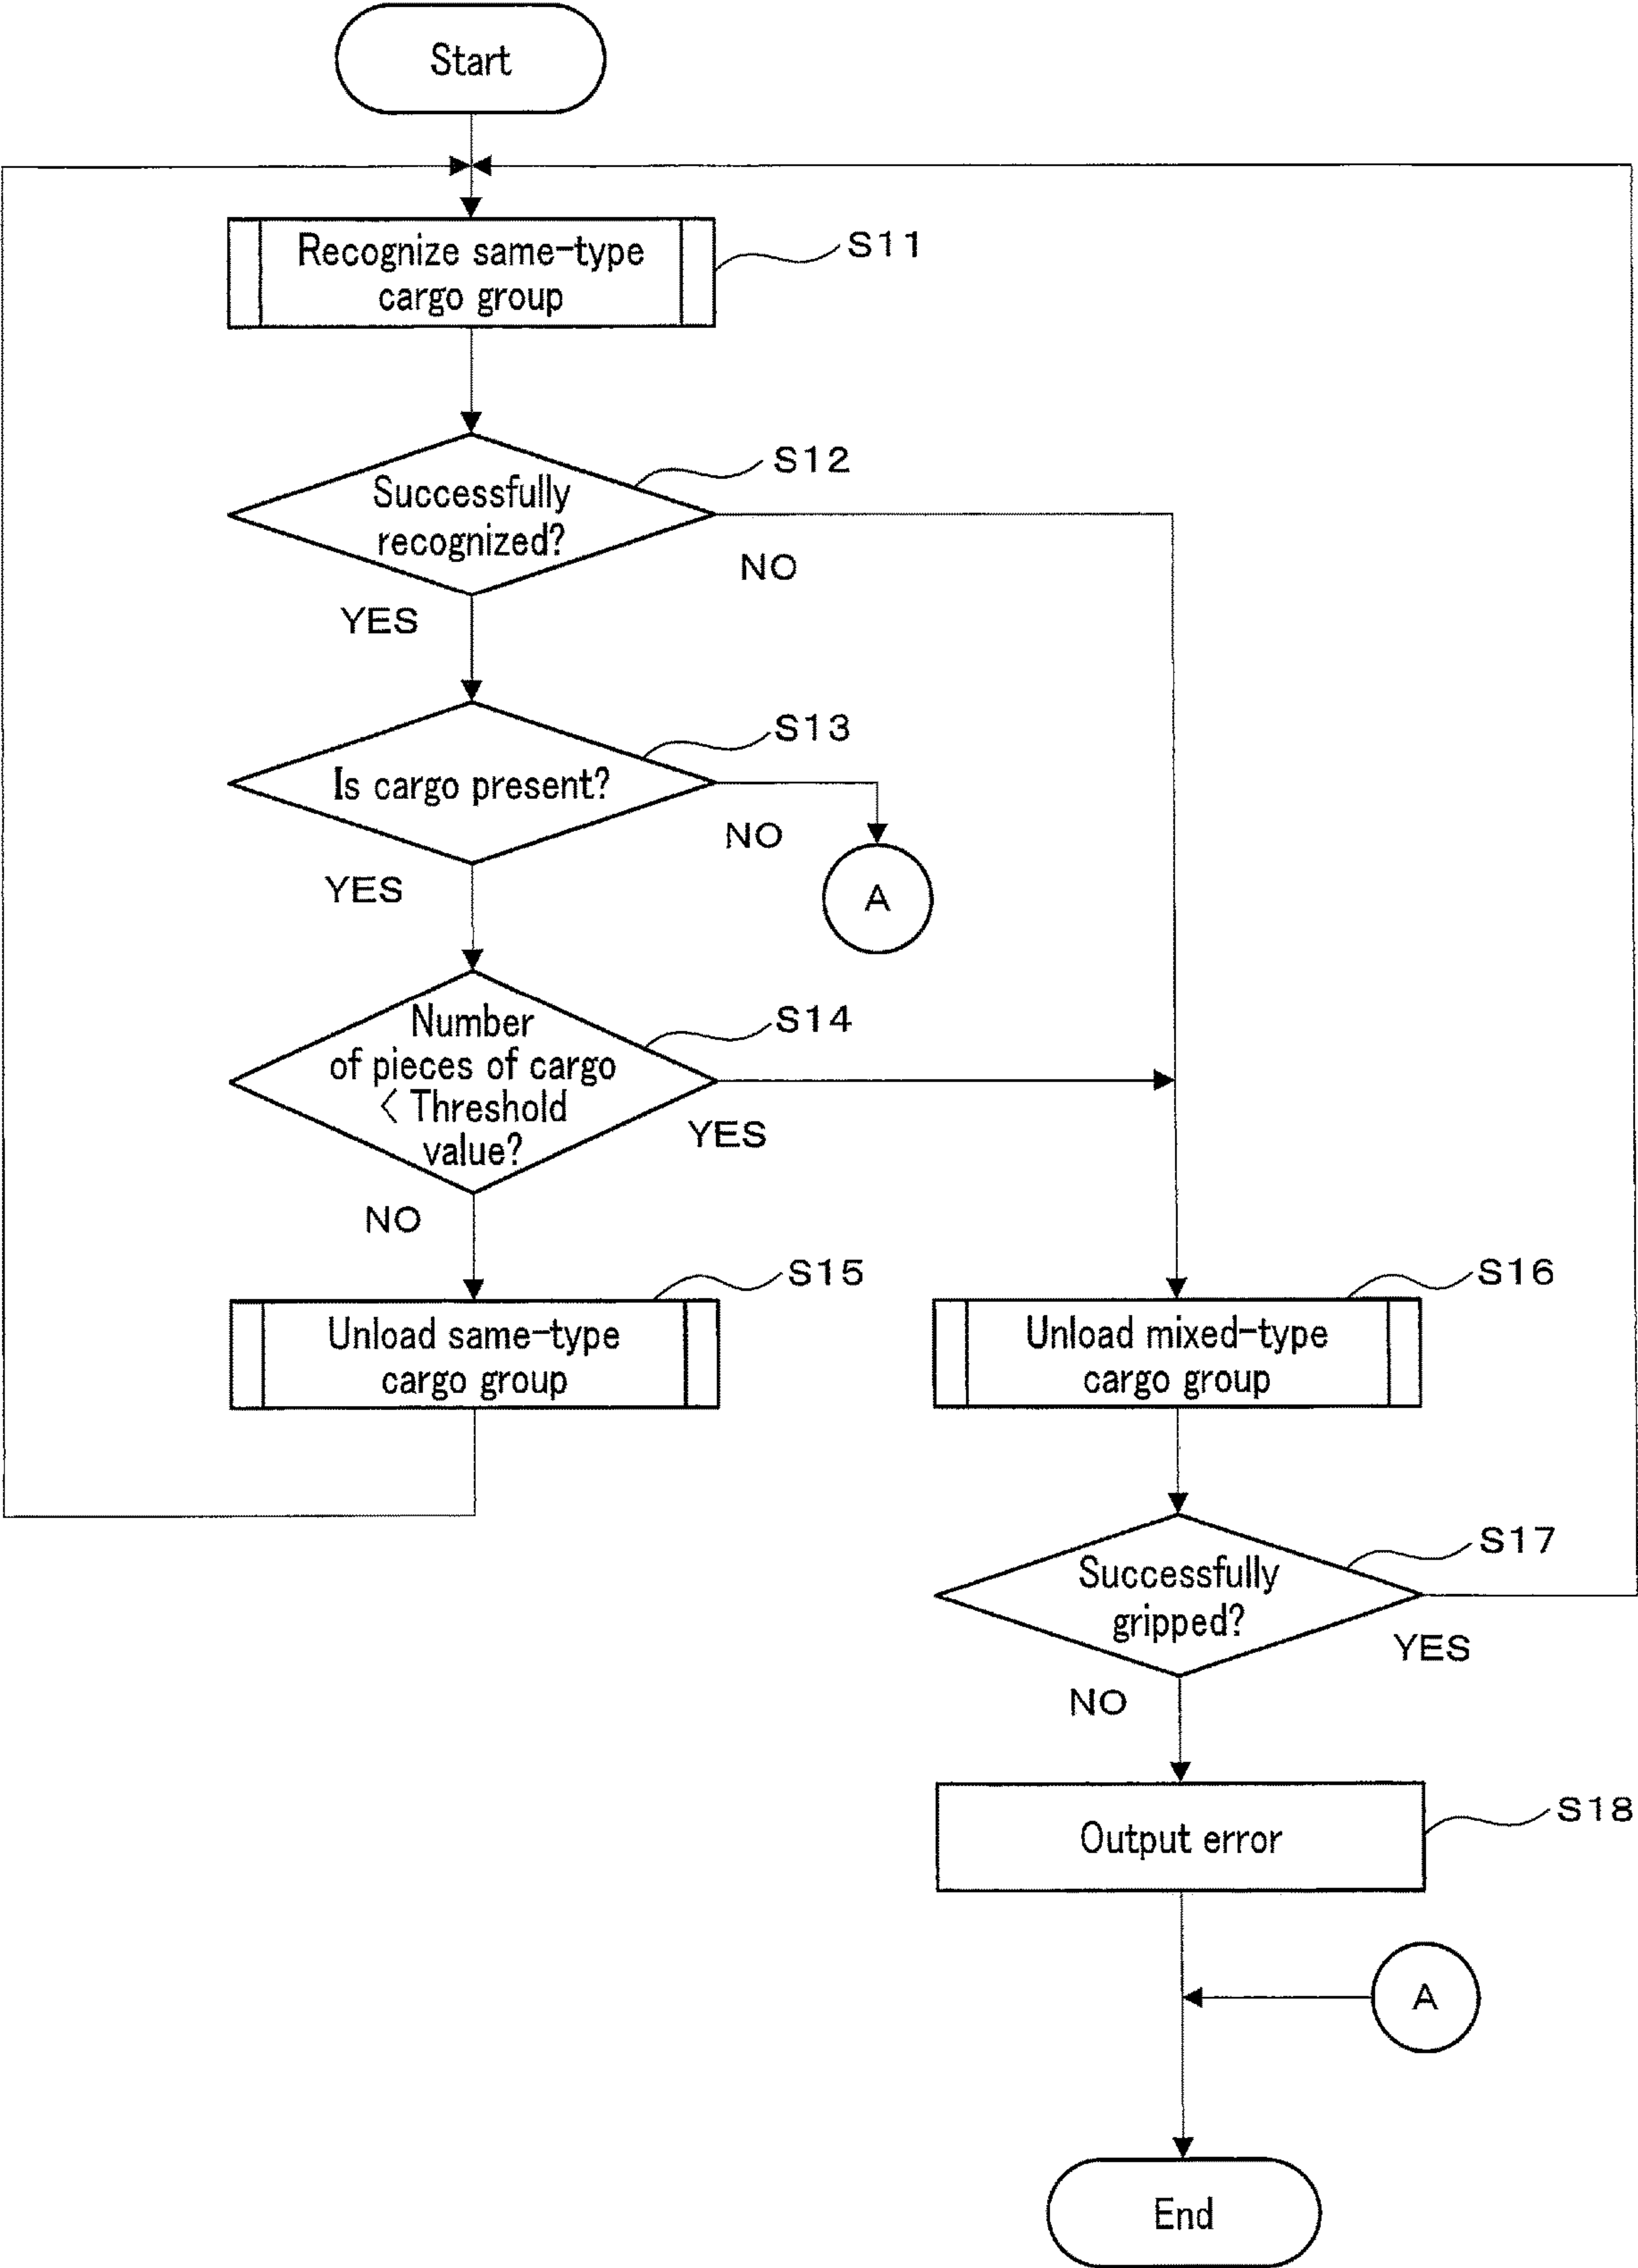 Start
Recognize same-type
cargo group
S11
Successfully
recognized?
S12
NO
YES
Is cargo present?
S13
NO
YES
A
Number
of pieces of cargo
< Threshold
value?
S14
YES
NO
Unload same-type
cargo group
S15
Unload mixed-type
cargo group
S16
Successfully
gripped?
S17
YES
NO
Output error
S18
A
End